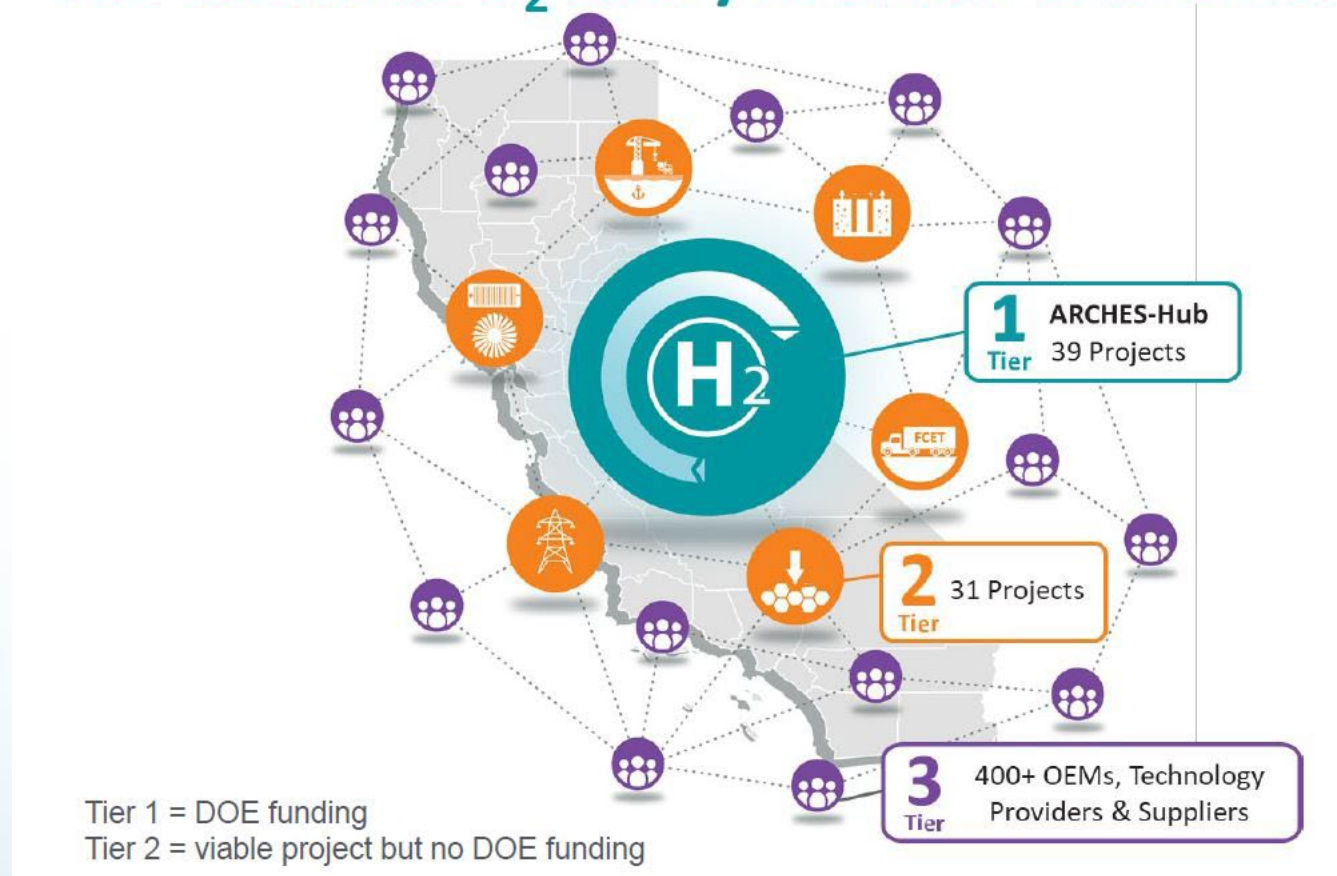 2
FCET
H2
1
Tier
ARCHES-Hub
39 Projects
2
Tier
31 Projects
3
Tier
400+ OEMs, Technology
Providers & Suppliers
Tier 1 = DOE funding
Tier 2 = viable project but no DOE funding